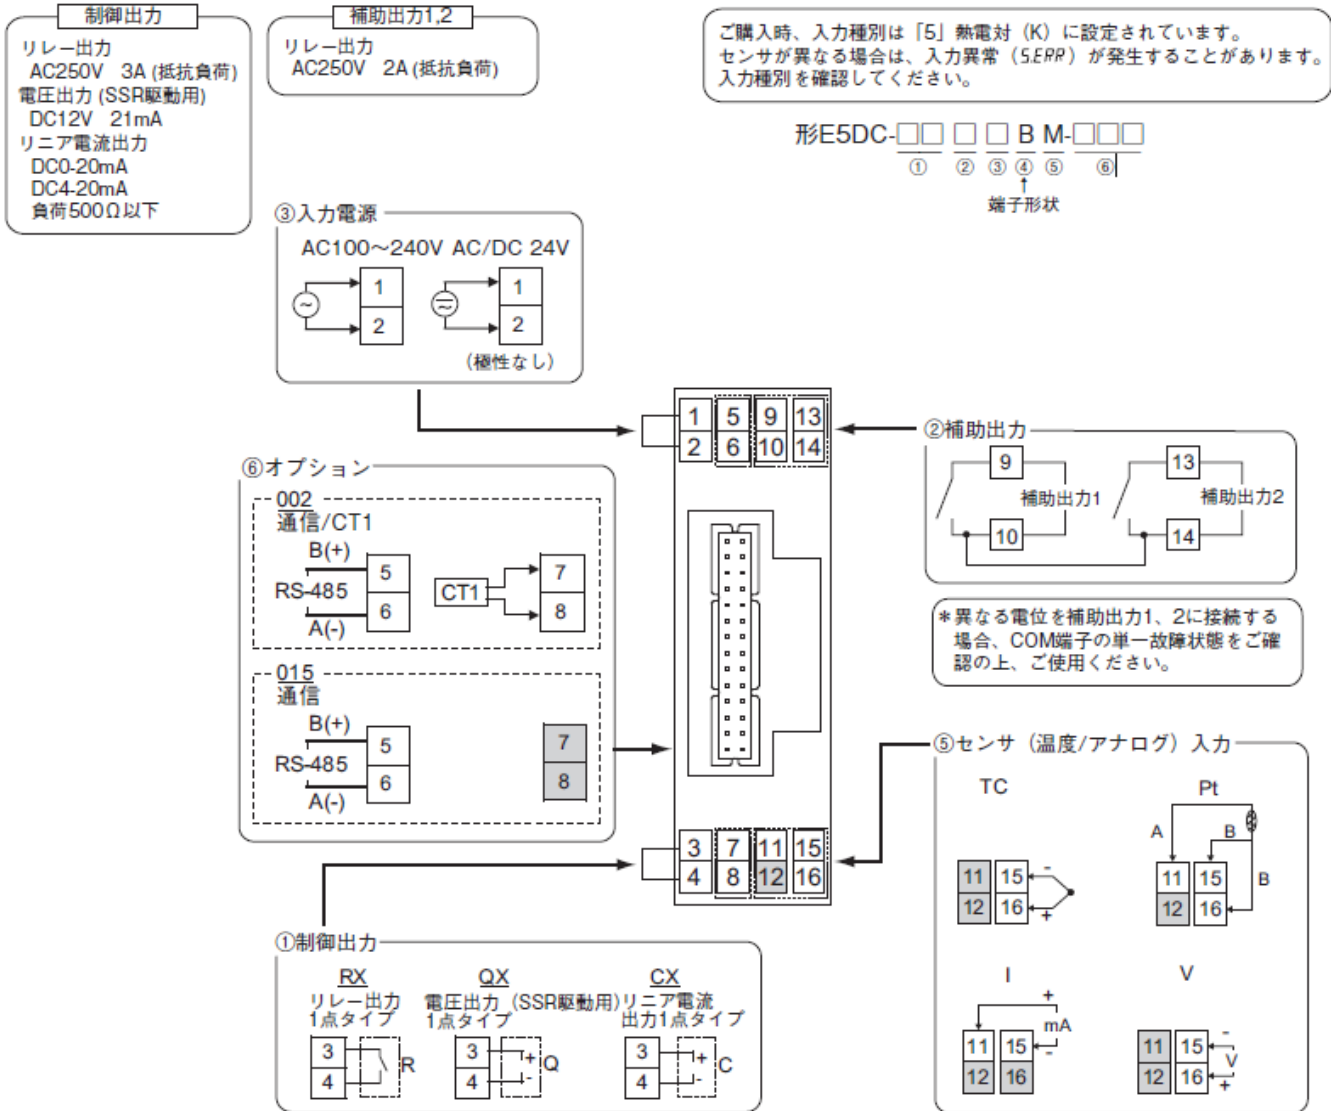 制御出力
リレー出力
AC250V 3A (抵抗負荷)
電圧出力 (SSR駆動用)
DC12V 21mA
リニア電流出力
DC0-20mA
DC4-20mA
負荷500Ω以下
補助出力1,2
リレー出力
AC250V 2A (抵抗負荷)
ご購入時、入力種別は「5」熱電対（K）に設定されています。
センサが異なる場合は、入力異常（S.ERR）が発生することがあります。
入力種別を確認してください。
形E5DC-□□ □ □ B M-□□□
① ② ③ ④ ⑤ ⑥
↑
端子形状
③入力電源
AC100～240V AC/DC 24V
1 1
2 2
(極性なし)
1 5 9 13
2 6 10 14
②補助出力
9 13
補助出力1 補助出力2
10 14
＊異なる電位を補助出力1、2に接続する
場合、COM端子の単一故障状態をご確
認の上、ご使用ください。
⑥オプション
002
通信/CT1
B(+)
5 7
RS-485 CT1
6 8
A(-)
015
通信
B(+)
5 7
RS-485
6 8
A(-)
3 7 11 15
4 8 12 16
⑤センサ（温度/アナログ）入力
TC Pt
A B
11 15 - 11 15 B
12 16 + 12 16
I V
+
mA
11 15 - 11 15 -
V
12 16 12 16 +
①制御出力
RX QX CX
リレー出力 電圧出力（SSR駆動用）リニア電流
1点タイプ 1点タイプ 出力1点タイプ
3 3 + 3 +
R Q C
4 4 - 4 -